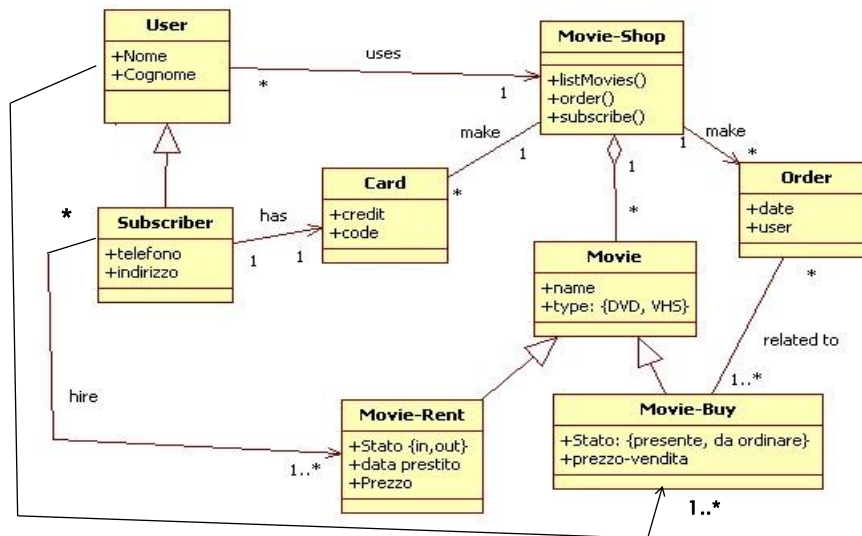 User
+Nome
+Cognome
uses
*
1
Movie-Shop
+listMovies()
+order()
+subscribe()
make
1
*
1
make
*
1
*
Card
+credit
+code
Order
+date
+user
*
*
Subscriber
+telefono
+indirizzo
has
1
1
Movie
+name
+type: {DVD, VHS}
related to
1..*
hire
1..*
Movie-Rent
+Stato {in,out}
+data prestito
+Prezzo
Movie-Buy
+Stato: {presente, da ordinare}
+prezzo-vendita
1..*